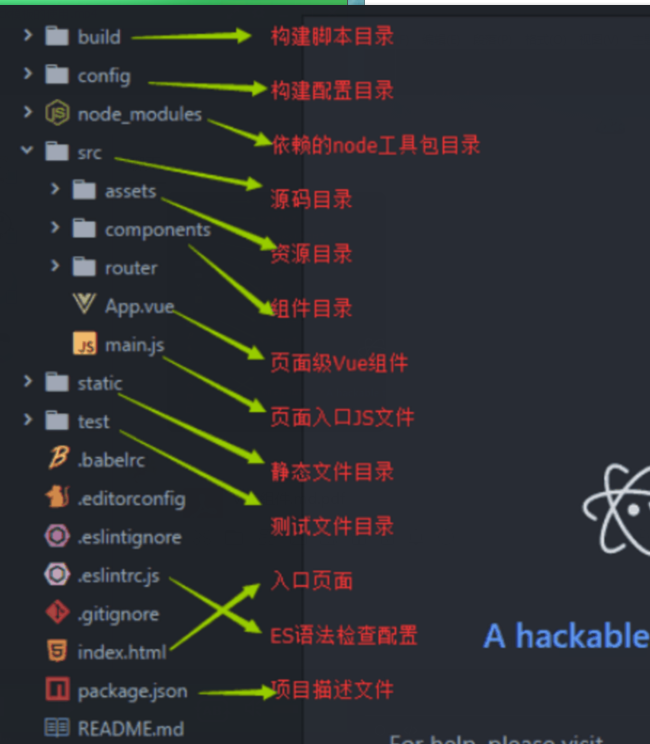 build 构建脚本目录
config 构建配置目录
node_modules 依赖的node工具包目录
src 源码目录
assets 资源目录
components 组件目录
router
App.vue 页面级Vue组件
main.js 页面入口JS文件
static 静态文件目录
test 测试文件目录
.babelrc
.editorconfig
.eslintignore 入口页面
.eslintrc.js ES语法检查配置
.gitignore
index.html A hackable
package.json 项目描述文件
README.md
For help, please visit